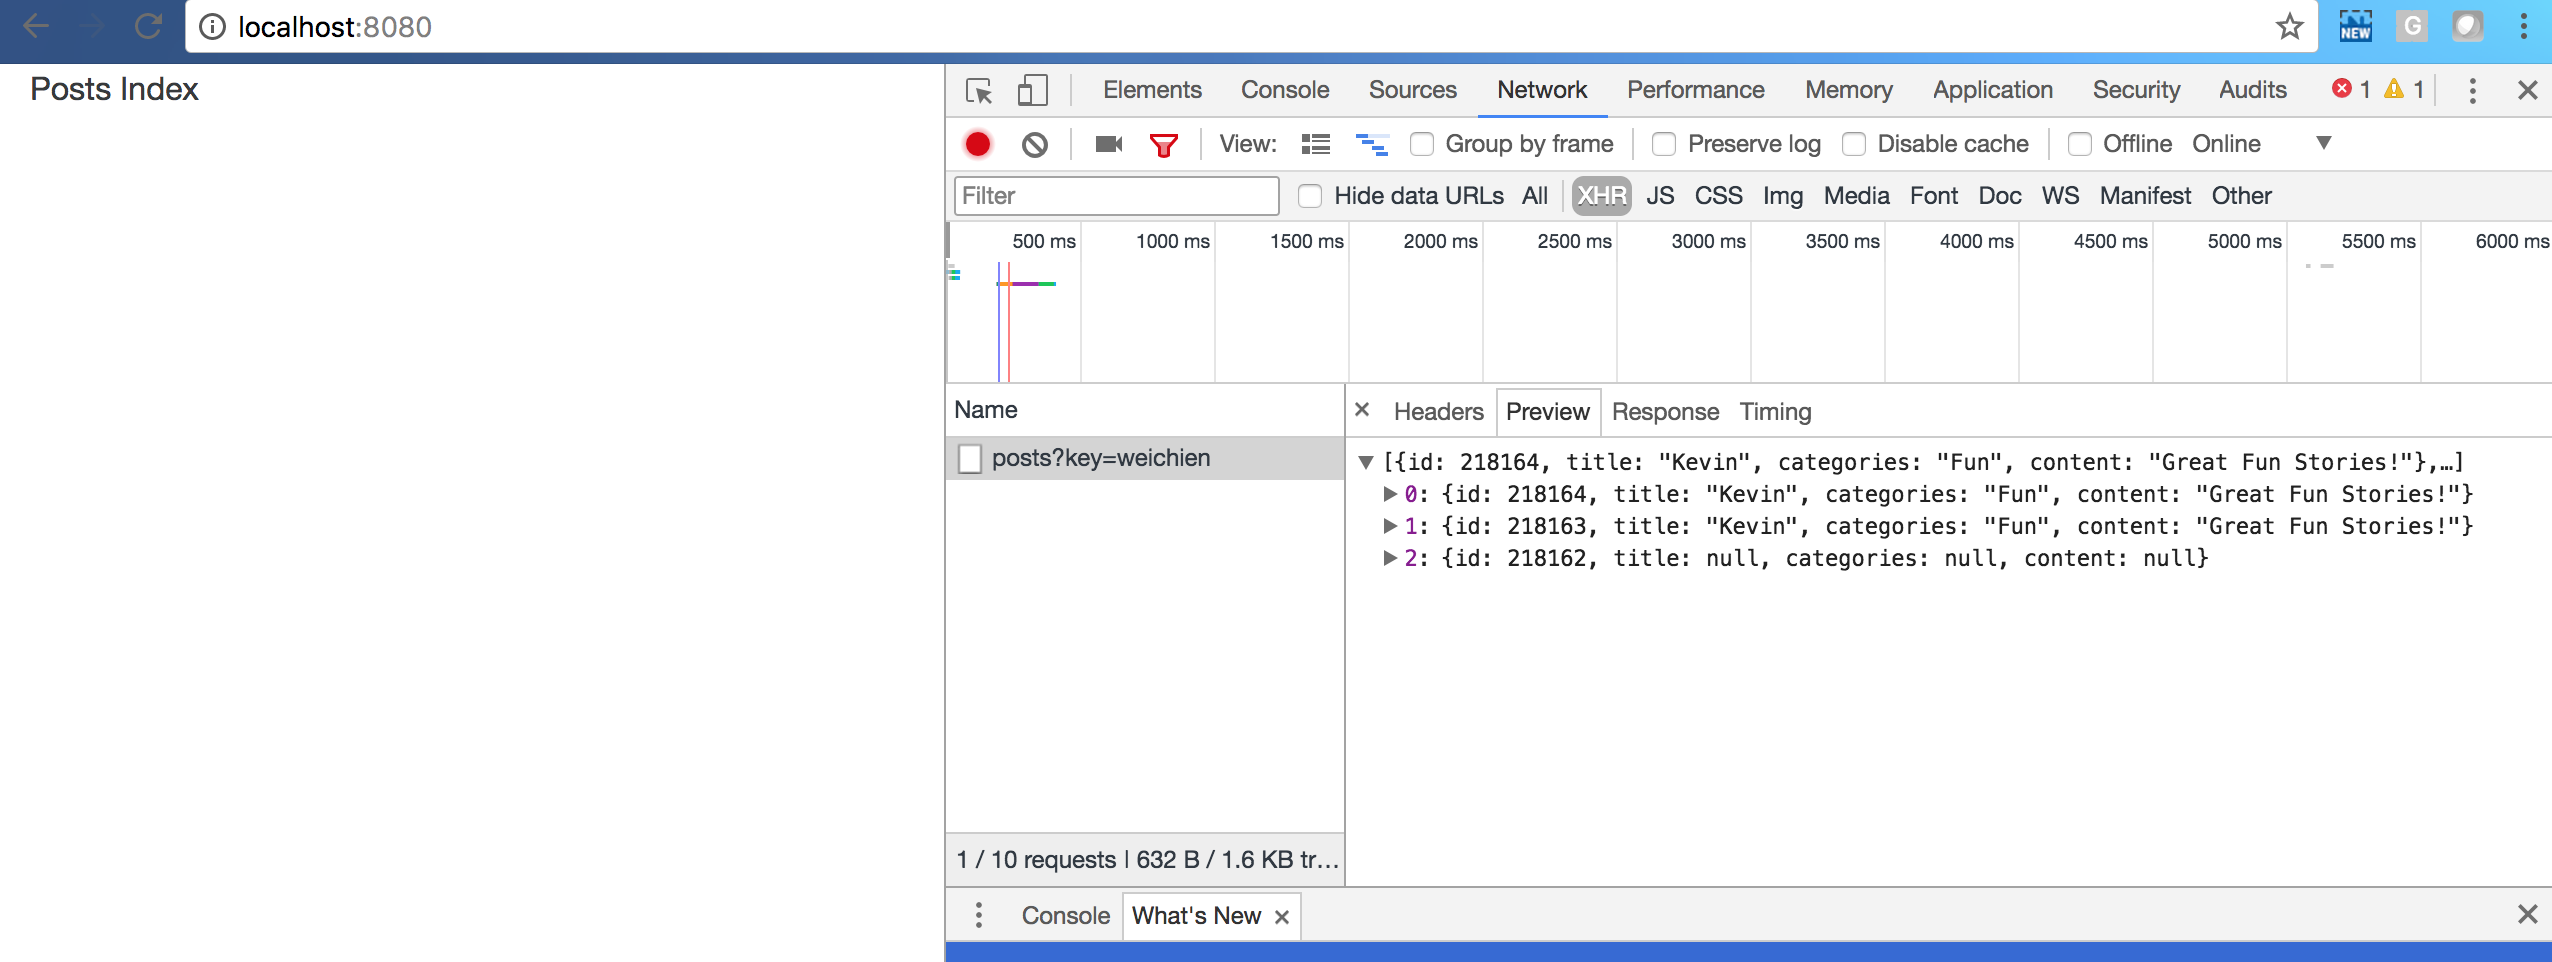 localhost:8080
NEW
G
Posts Index
Elements Console Sources Network Performance Memory Application Security Audits 1 1
View: Group by frame Preserve log Disable cache Offline Online
Filter Hide data URLs All XHR JS CSS Img Media Font Doc WS Manifest Other
500 ms 1000 ms 1500 ms 2000 ms 2500 ms 3000 ms 3500 ms 4000 ms 4500 ms 5000 ms 5500 ms 6000 ms
Name
Headers Preview Response Timing
posts?key=weichien
[{id: 218164, title: "Kevin", categories: "Fun", content: "Great Fun Stories!"},…]
0: {id: 218164, title: "Kevin", categories: "Fun", content: "Great Fun Stories!"}
1: {id: 218163, title: "Kevin", categories: "Fun", content: "Great Fun Stories!"}
2: {id: 218162, title: null, categories: null, content: null}
1 / 10 requests | 632 B / 1.6 KB tr…
Console What's New